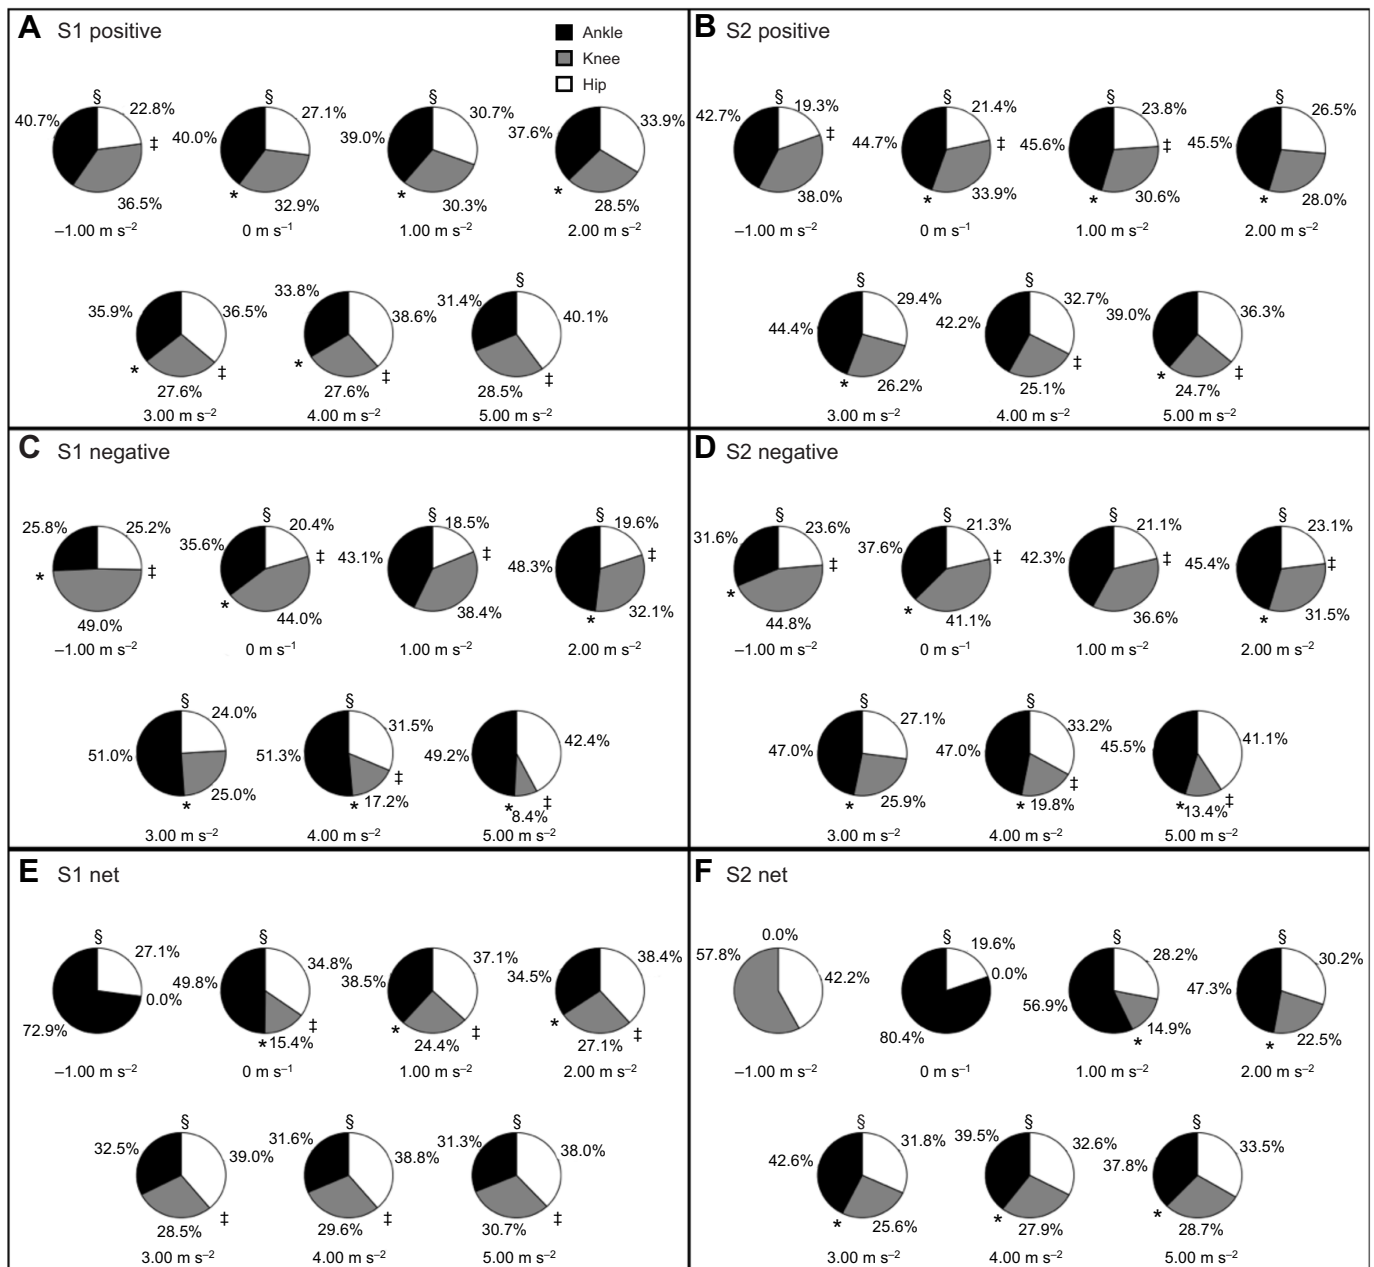 A S1 positive
Ankle
Knee
Hip
§ § §
40.7% 22.8% ‡ 40.0% 27.1% 39.0% 30.7% 37.6% 33.9%
36.5% * 32.9% * 30.3% * 28.5%
–1.00 m s–2 0 m s–1 1.00 m s–2 2.00 m s–2
§
35.9% 36.5% 33.8% 38.6% 31.4% 40.1%
* 27.6% ‡ * 27.6% ‡ 28.5% ‡
3.00 m s–2 4.00 m s–2 5.00 m s–2
B S2 positive
§ § § §
42.7% 19.3% ‡ 44.7% 21.4% ‡ 45.6% 23.8% ‡ 45.5% 26.5%
38.0% * 33.9% * 30.6% * 28.0%
–1.00 m s–2 0 m s–1 1.00 m s–2 2.00 m s–2
§ §
44.4% 29.4% 42.2% 32.7% 39.0% 36.3%
* 26.2% 25.1% ‡ * 24.7% ‡
3.00 m s–2 4.00 m s–2 5.00 m s–2
C S1 negative
§ § §
25.8% 25.2% 35.6% 20.4% 43.1% 18.5% 48.3% 19.6%
* 49.0% ‡ * 44.0% ‡ 38.4% ‡ * 32.1% ‡
–1.00 m s–2 0 m s–1 1.00 m s–2 2.00 m s–2
§ §
51.0% 24.0% 51.3% 31.5% 49.2% 42.4%
* 25.0% * 17.2% ‡ * 8.4% ‡
3.00 m s–2 4.00 m s–2 5.00 m s–2
D S2 negative
§ § § §
31.6% 23.6% 37.6% 21.3% 42.3% 21.1% 45.4% 23.1%
* 44.8% ‡ * 41.1% ‡ 36.6% ‡ * 31.5% ‡
–1.00 m s–2 0 m s–1 1.00 m s–2 2.00 m s–2
§ §
47.0% 27.1% 47.0% 33.2% 45.5% 41.1%
* 25.9% * 19.8% ‡ * 13.4% ‡
3.00 m s–2 4.00 m s–2 5.00 m s–2
E S1 net
§ §
72.9% 27.1% 0.0% 49.8% 34.8% 38.5% 37.1% 34.5% 38.4%
* 15.4% ‡ * 24.4% ‡ * 27.1% ‡
–1.00 m s–2 0 m s–1 1.00 m s–2 2.00 m s–2
§ § §
32.5% 39.0% 31.6% 38.8% 31.3% 38.0%
28.5% ‡ 29.6% ‡ 30.7% ‡
3.00 m s–2 4.00 m s–2 5.00 m s–2
F S2 net
0.0% § § §
57.8% 42.2% 80.4% 19.6% 0.0% 56.9% 28.2% 47.3% 30.2%
* 14.9% * 22.5%
–1.00 m s–2 0 m s–1 1.00 m s–2 2.00 m s–2
§ § §
42.6% 31.8% 39.5% 32.6% 37.8% 33.5%
* 25.6% * 27.9% * 28.7%
3.00 m s–2 4.00 m s–2 5.00 m s–2